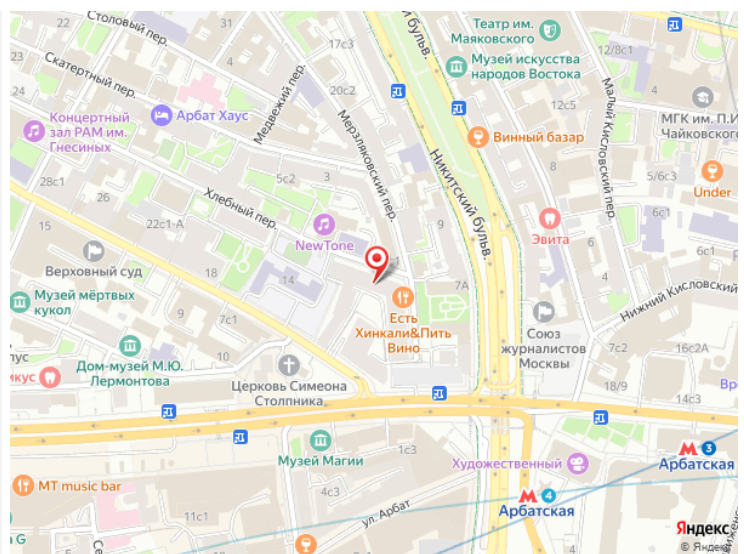 Столовый пер.
17с3
Театр им.
Маяковского
12/8с1
Скатертный пер.
20с2
Музей искусства
народов Востока
Медвежий пер.
Арбат Хаус
12с5
МГК им. П.И
Чайковского
Концертный
зал РАМ им.
Гнесиных
Мерзляковский пер.
Винный базар
Малый Кисловский пер.
28с1
5с2
3
8
5/6с3
Under
Хлебный пер.
Никитский бульв.
6с1
15
22с1-А
NewTone
9
Эвита
6с1
Верховный суд
18
14
7А
Нижний Кисловский
Музей мёртвых
кукол
9
7с1
Есть
Хинкали&Пить
Вино
Союз
журналистов
Москвы
7с2
16с2А
Дом-музей М.Ю.
Лермонтова
Церковь Симеона
Столпника
18/9
14с3
Музей Магии
1с3
Художественный
3
Арбатская
МТ music bar
4с3
4
Арбатская
11с1
ул. Арбат
Яндекс
© Яндекс